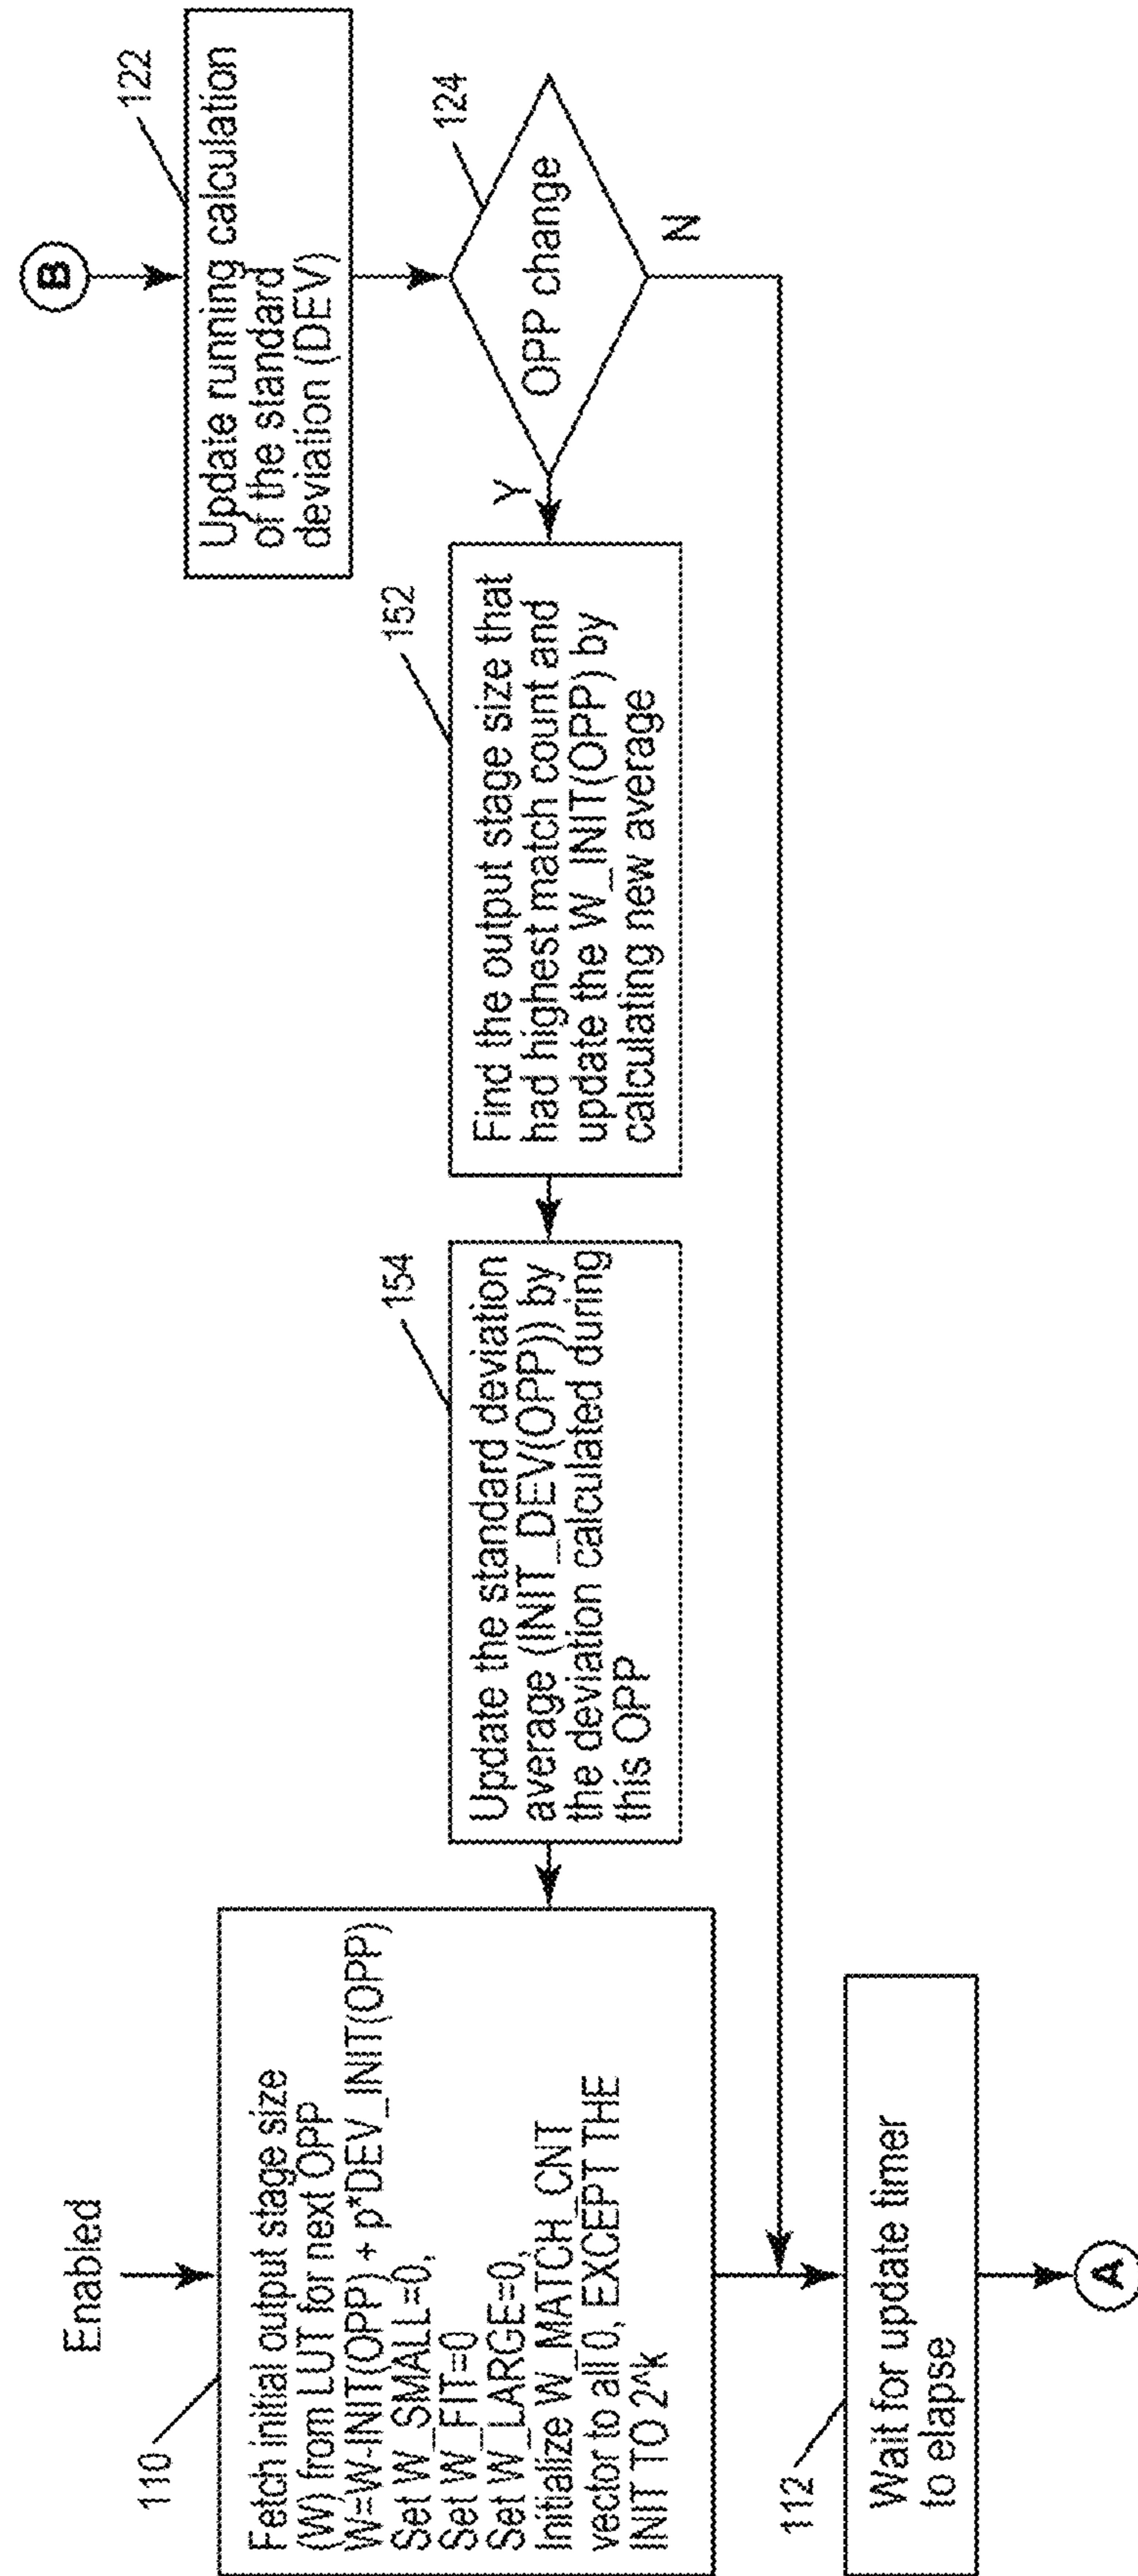 Enabled
110
Fetch initial output stage size
(W) from LUT for next OPP
W=W-INIT(OPP) + p*DEV_INIT(OPP)
Set W_SMALL=0,
Set W_FIT=0
Set W_LARGE=0,
Initialize W_MATCH_CNT
vector to all 0, EXCEPT THE
INIT TO 2^k
112
Wait for update timer
to elapse
A
154
Update the standard deviation
average (INIT_DEV(OPP)) by
the deviation calculated during
this OPP
152
Find the output stage size that
had highest match count and
update the W_INIT(OPP) by
calculating new average
Y
B
122
Update running calculation
of the standard
deviation (DEV)
124
OPP change
N